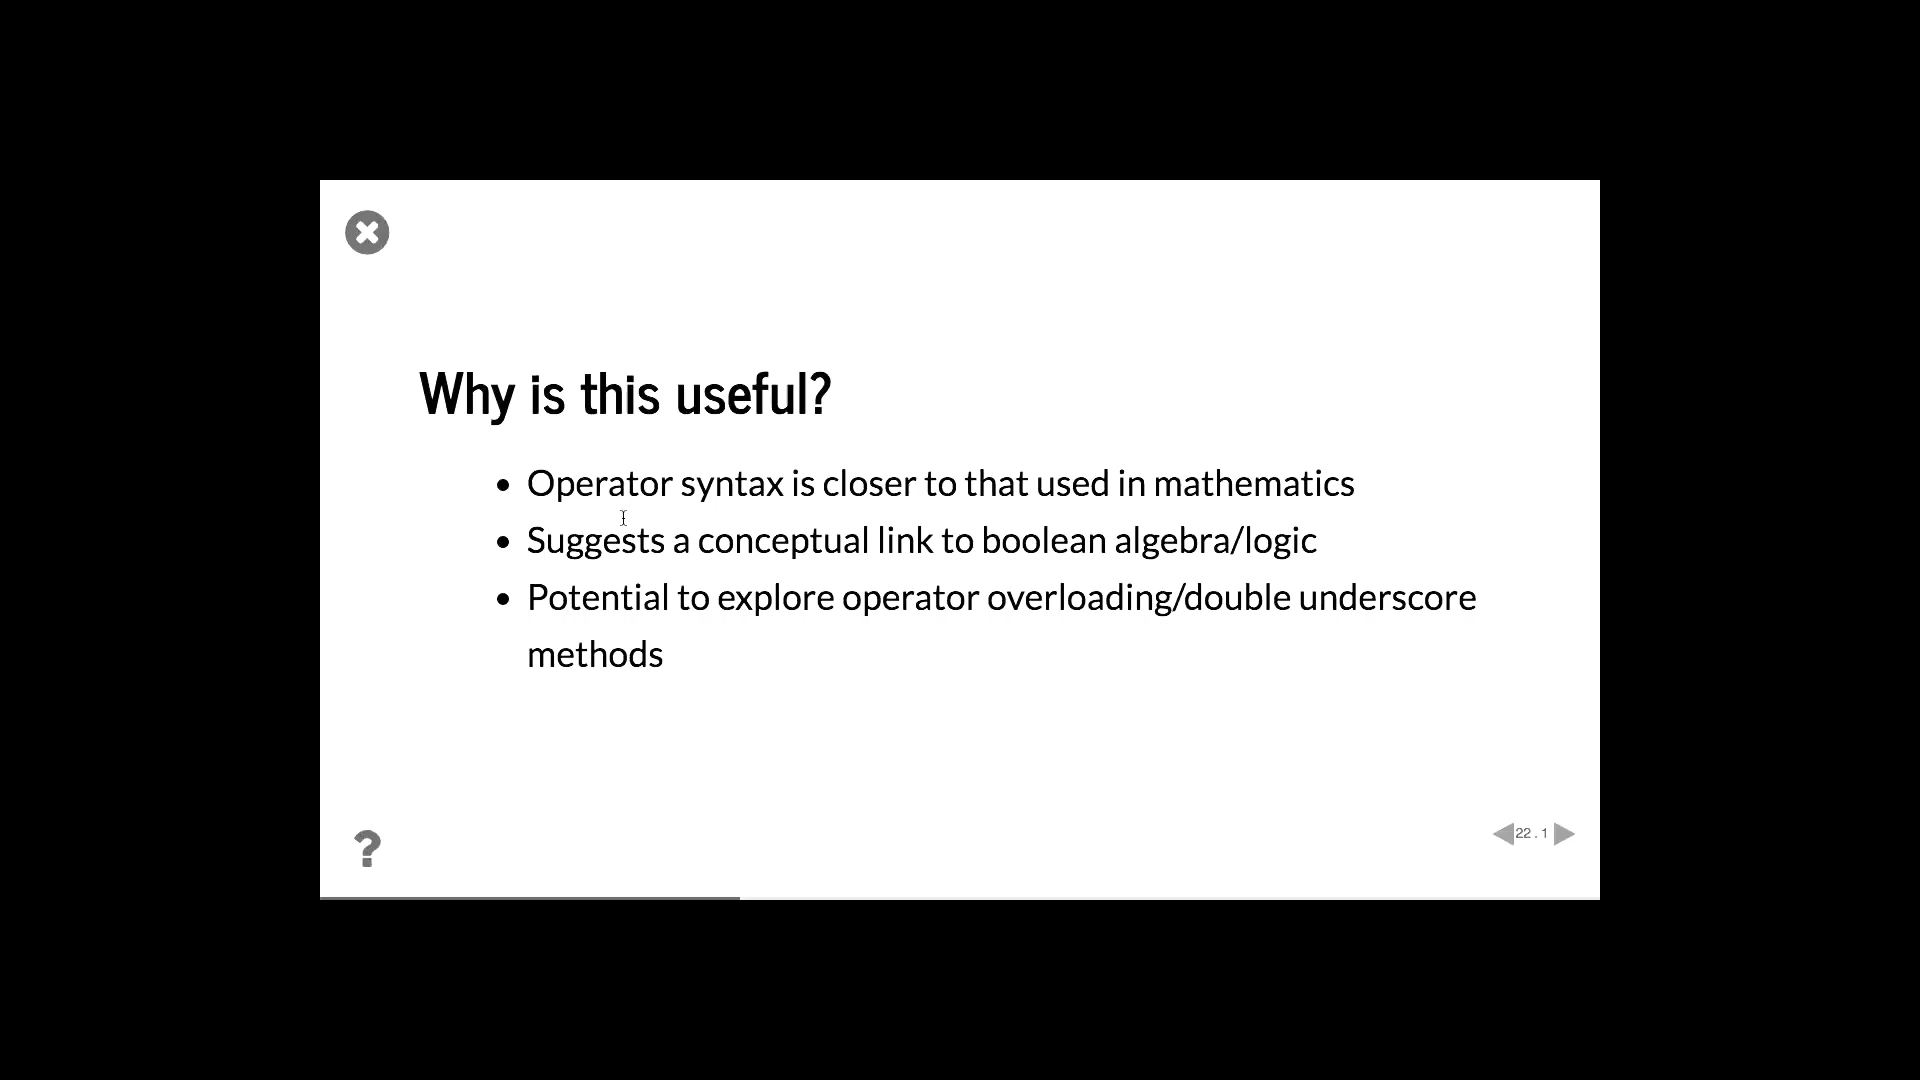 Why is this useful?
• Operator syntax is closer to that used in mathematics
• Suggests a conceptual link to boolean algebra/logic
• Potential to explore operator overloading/double underscore
methods
?
22 . 1